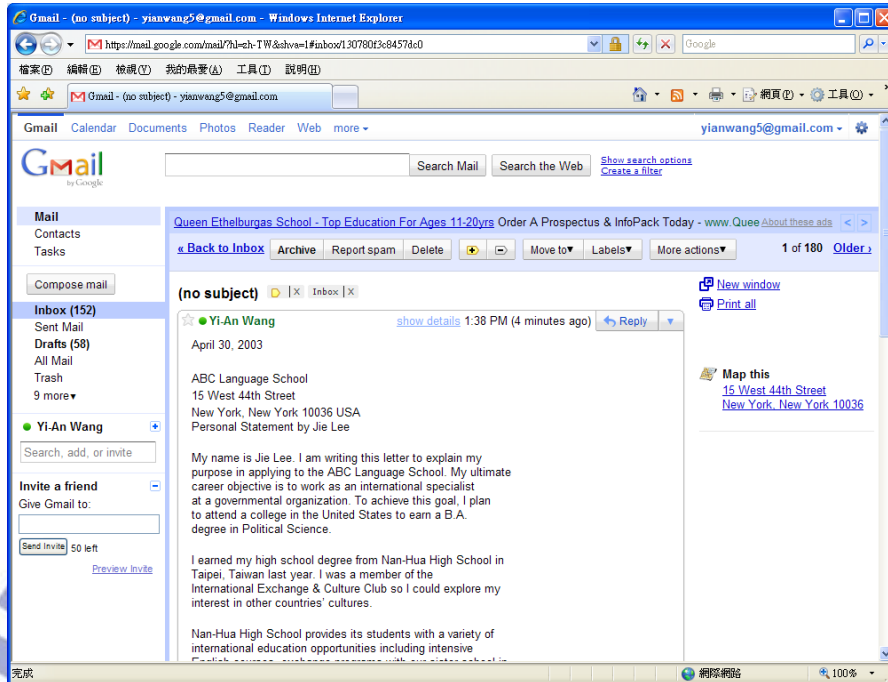 Gmail - (no subject) - yianwang5@gmail.com - Windows Internet Explorer
https://mail.google.com/mail/?hl=zh-TW&shva=1#inbox/130780f3c8457dc0
Google
檔案(F) 編輯(E) 檢視(V) 我的最愛(A) 工具(T) 說明(H)
Gmail - (no subject) - yianwang5@gmail.com
網頁(P) 工具(O)
Gmail Calendar Documents Photos Reader Web more
yianwang5@gmail.com
Gmail
by Google
Search Mail Search the Web
Show search options
Create a filter
Mail
Contacts
Tasks
Compose mail
Inbox (152)
Sent Mail
Drafts (58)
All Mail
Trash
9 more
Yi-An Wang
Search, add, or invite
Invite a friend
Give Gmail to:
Send Invite 50 left
Preview Invite
Queen Ethelburgas School - Top Education For Ages 11-20yrs Order A Prospectus & InfoPack Today - www.Quee About these ads < >
« Back to Inbox Archive Report spam Delete Move to Labels More actions 1 of 180 Older ›
(no subject) X Inbox X
Yi-An Wang show details 1:38 PM (4 minutes ago) Reply
April 30, 2003
ABC Language School
15 West 44th Street
New York, New York 10036 USA
Personal Statement by Jie Lee
My name is Jie Lee. I am writing this letter to explain my
purpose in applying to the ABC Language School. My ultimate
career objective is to work as an international specialist
at a governmental organization. To achieve this goal, I plan
to attend a college in the United States to earn a B.A.
degree in Political Science.
I earned my high school degree from Nan-Hua High School in
Taipei, Taiwan last year. I was a member of the
International Exchange & Culture Club so I could explore my
interest in other countries' cultures.
Nan-Hua High School provides its students with a variety of
international education opportunities including intensive
English courses, exchange programs with our sister school in
New window
Print all
Map this
15 West 44th Street
New York, New York 10036
完成
網際網路
100%